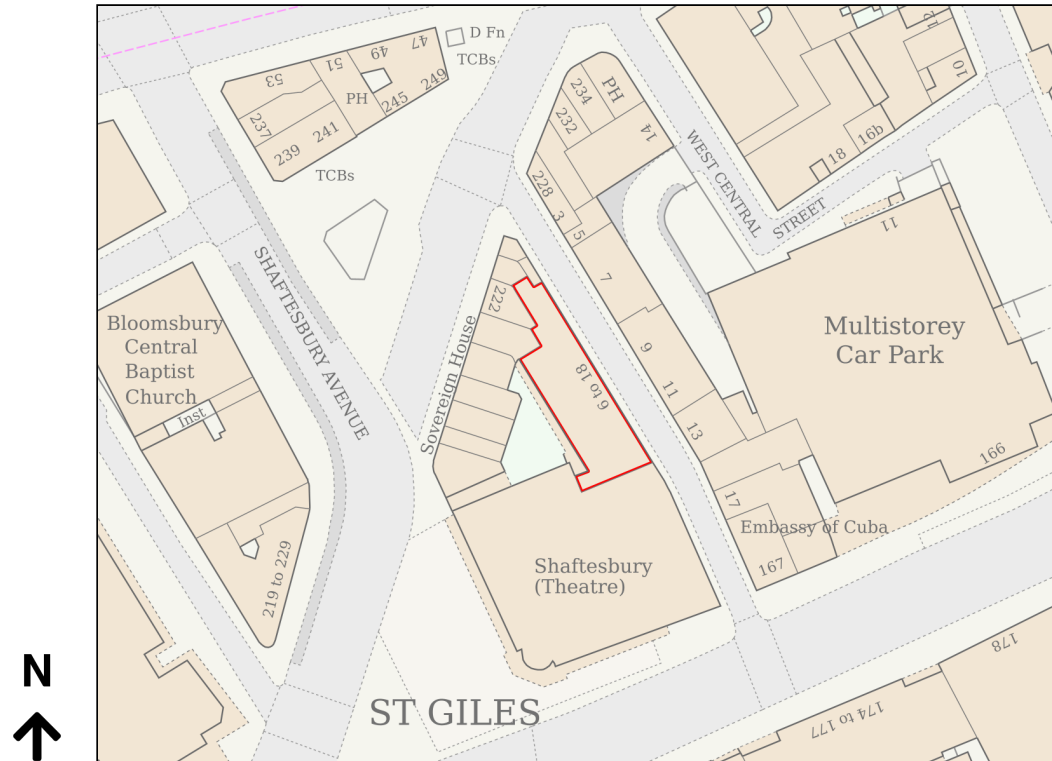 D Fn
TCBs
47
49
51
53
PH
249
245
241
239
237
TCBs
234
PH
232
14
228
3
5
7
9
11
13
17
12
10
16b
18
WEST CENTRAL
STREET
11
Multistorey
Car Park
166
Embassy of Cuba
167
222
6 to 18
Sovereign House
SHAFTESBURY AVENUE
Bloomsbury
Central
Baptist
Church
Inst
219 to 229
Shaftesbury
(Theatre)
ST GILES
178
174 to 177
N